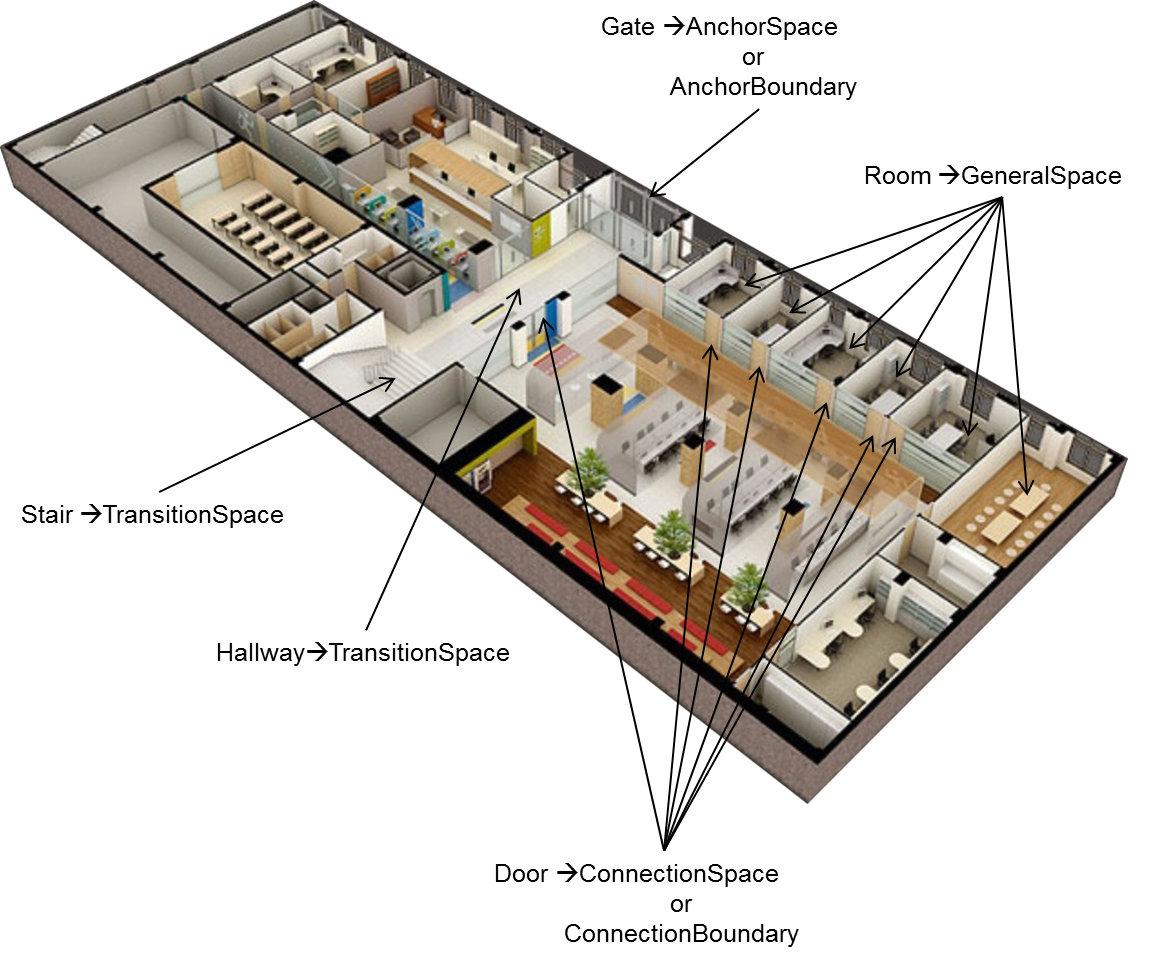 Gate →AnchorSpace
or
AnchorBoundary
Room →GeneralSpace
Stair →TransitionSpace
Hallway→TransitionSpace
Door →ConnectionSpace
or
ConnectionBoundary